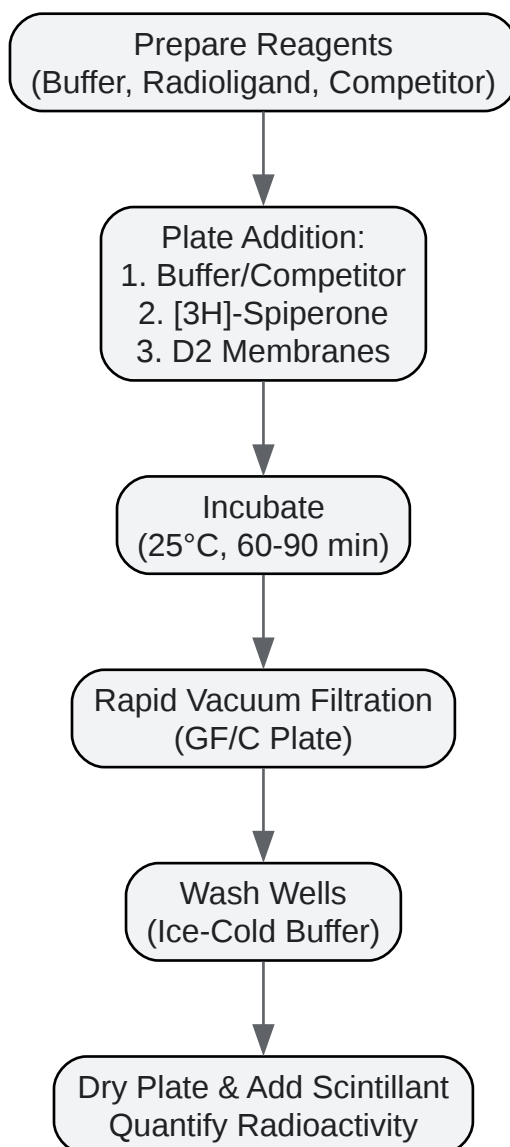 Prepare Reagents
(Buffer, Radioligand, Competitor)
Plate Addition:
1. Buffer/Competitor
2. [3H]-Spiperone
3. D2 Membranes
Incubate
(25°C, 60-90 min)
Rapid Vacuum Filtration
(GF/C Plate)
Wash Wells
(Ice-Cold Buffer)
Dry Plate & Add Scintillant
Quantify Radioactivity